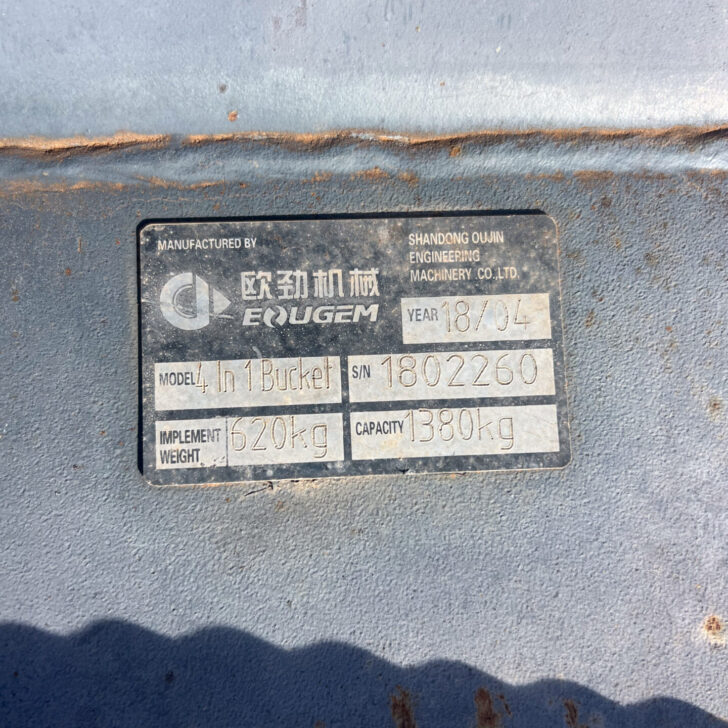 MANUFACTURED BY
SHANDONG OUJIN
ENGINEERING
MACHINERY CO.,LTD
欧劲机械
EOUGEM
YEAR 18/04
MODEL 4 In 1 Bucket
S/N 1802260
IMPLEMENT WEIGHT 620kg
CAPACITY 1380kg